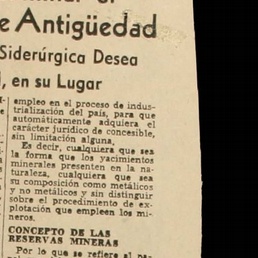 e Antigüedad
Siderúrgica Desea
, en su Lugar
empleo en el proceso de indus-
trialización del país, para que
automáticamente adquiera el
carácter jurídico de concesible,
sin limitación alguna.
Es decir, cualquiera que sea
la forma que los yacimientos
minerales presenten en la na-
turaleza, cualquiera que sea
su composición como metálicos
y no metálicos y sin distinguir
sobre el procedimiento de ex-
plotación que empleen los mi-
neros.
CONCEPTO DE LAS
RESERVAS MINERAS
Por lo que se refiere al